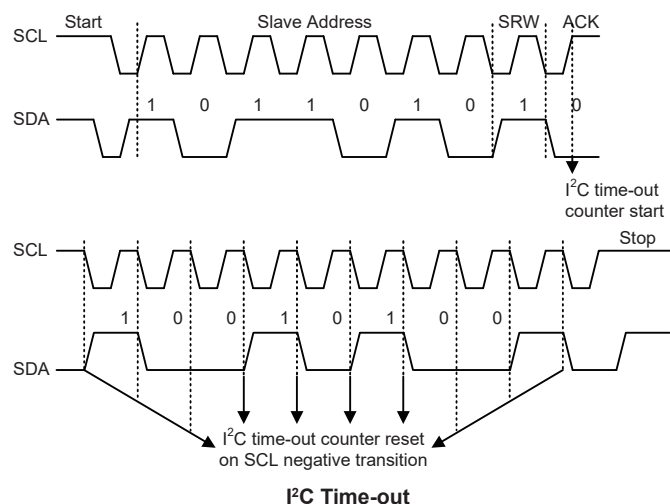 Start Slave Address SRW ACK
SCL
1 0 1 1 0 1 0 1 0
SDA
I²C time-out
counter start
Stop
SCL
1 0 0 1 0 1 0 0
SDA
I²C time-out counter reset
on SCL negative transition
I²C Time-out